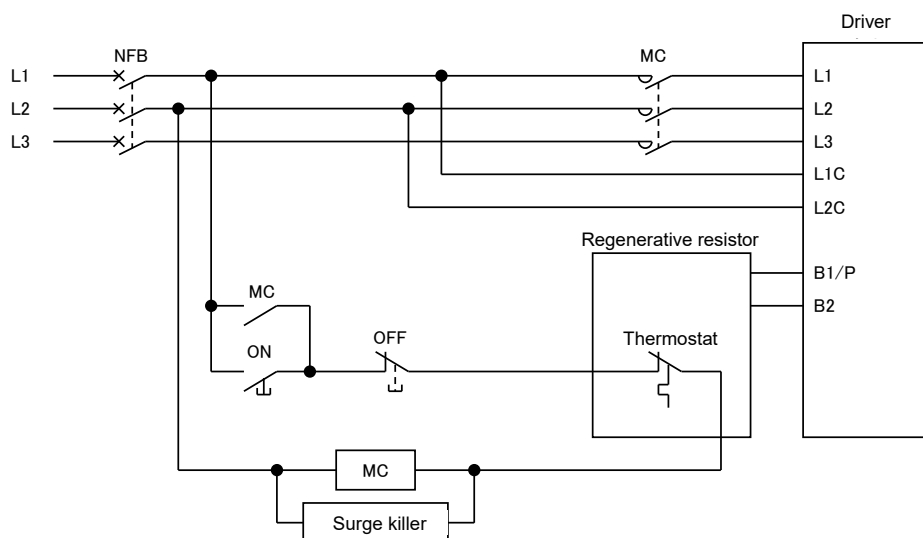 Driver
NFB
MC
L1
L1
L2
L2
L3
L3
L1C
L2C
Regenerative resistor
B1/P
MC
B2
OFF
Thermostat
ON
MC
Surge killer